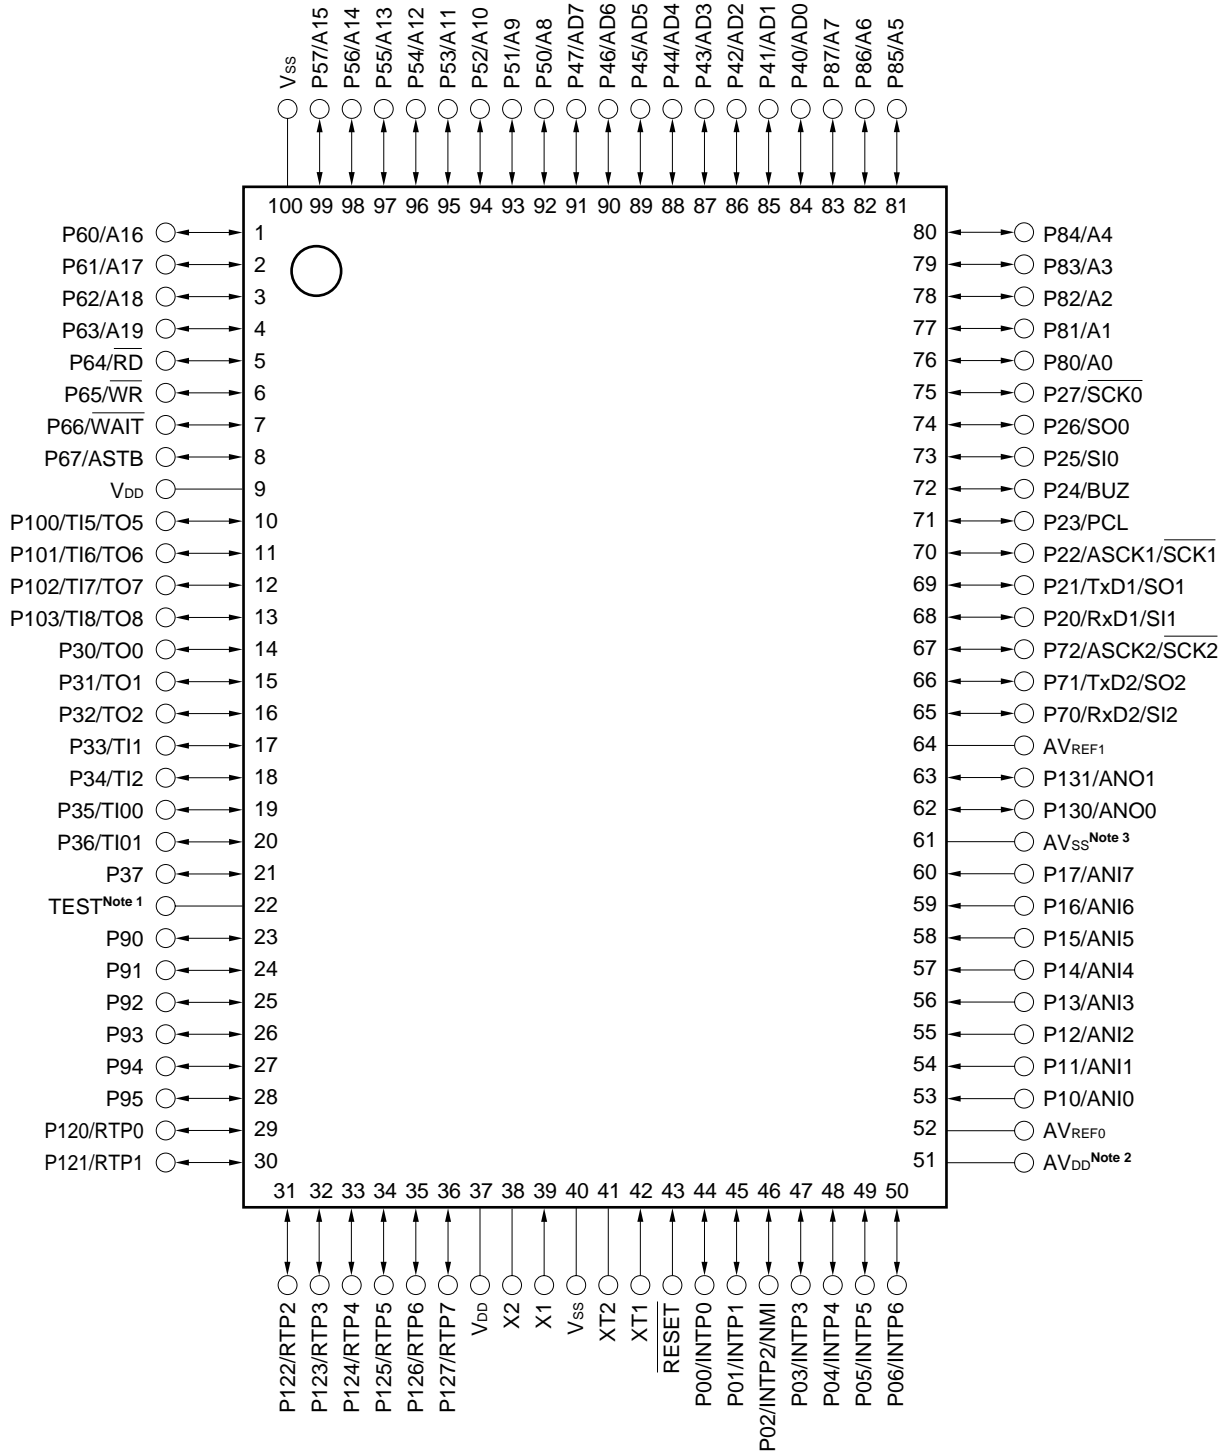 VSS
P57/A15
P56/A14
P55/A13
P54/A12
P53/A11
P52/A10
P51/A9
P50/A8
P47/AD7
P46/AD6
P45/AD5
P44/AD4
P43/AD3
P42/AD2
P41/AD1
P40/AD0
P87/A7
P86/A6
P85/A5
100 99 98 97 96 95 94 93 92 91 90 89 88 87 86 85 84 83 82 81
P60/A16 1 80 P84/A4
P61/A17 2 79 P83/A3
P62/A18 3 78 P82/A2
P63/A19 4 77 P81/A1
P64/R̅D̅ 5 76 P80/A0
P65/W̅R̅ 6 75 P27/S̅C̅K̅0̅
P66/W̅A̅I̅T̅ 7 74 P26/SO0
P67/ASTB 8 73 P25/SI0
VDD 9 72 P24/BUZ
P100/TI5/TO5 10 71 P23/PCL
P101/TI6/TO6 11 70 P22/ASCK1/S̅C̅K̅1̅
P102/TI7/TO7 12 69 P21/TxD1/SO1
P103/TI8/TO8 13 68 P20/RxD1/SI1
P30/TO0 14 67 P72/ASCK2/S̅C̅K̅2̅
P31/TO1 15 66 P71/TxD2/SO2
P32/TO2 16 65 P70/RxD2/SI2
P33/TI1 17 64 AVREF1
P34/TI2 18 63 P131/ANO1
P35/TI00 19 62 P130/ANO0
P36/TI01 20 61 AVSS Note 3
P37 21 60 P17/ANI7
TEST Note 1 22 59 P16/ANI6
P90 23 58 P15/ANI5
P91 24 57 P14/ANI4
P92 25 56 P13/ANI3
P93 26 55 P12/ANI2
P94 27 54 P11/ANI1
P95 28 53 P10/ANI0
P120/RTP0 29 52 AVREF0
P121/RTP1 30 51 AVDD Note 2
31 32 33 34 35 36 37 38 39 40 41 42 43 44 45 46 47 48 49 50
P122/RTP2
P123/RTP3
P124/RTP4
P125/RTP5
P126/RTP6
P127/RTP7
VDD
X2
X1
VSS
XT2
XT1
R̅E̅S̅E̅T̅
P00/INTP0
P01/INTP1
P02/INTP2/NMI
P03/INTP3
P04/INTP4
P05/INTP5
P06/INTP6